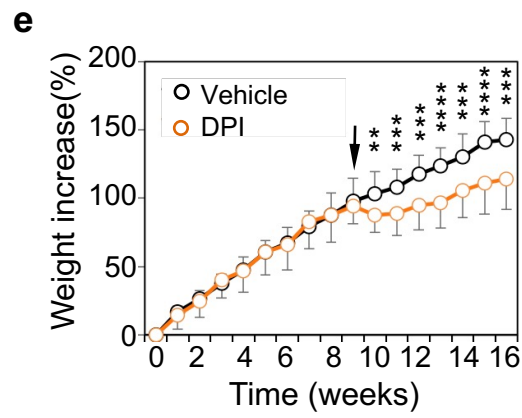 e
Weight increase(%)
200
150
100
50
0
Vehicle
DPI
**
***
***
****
***
****
***
0 2 4 6 8 10 12 14 16
Time (weeks)